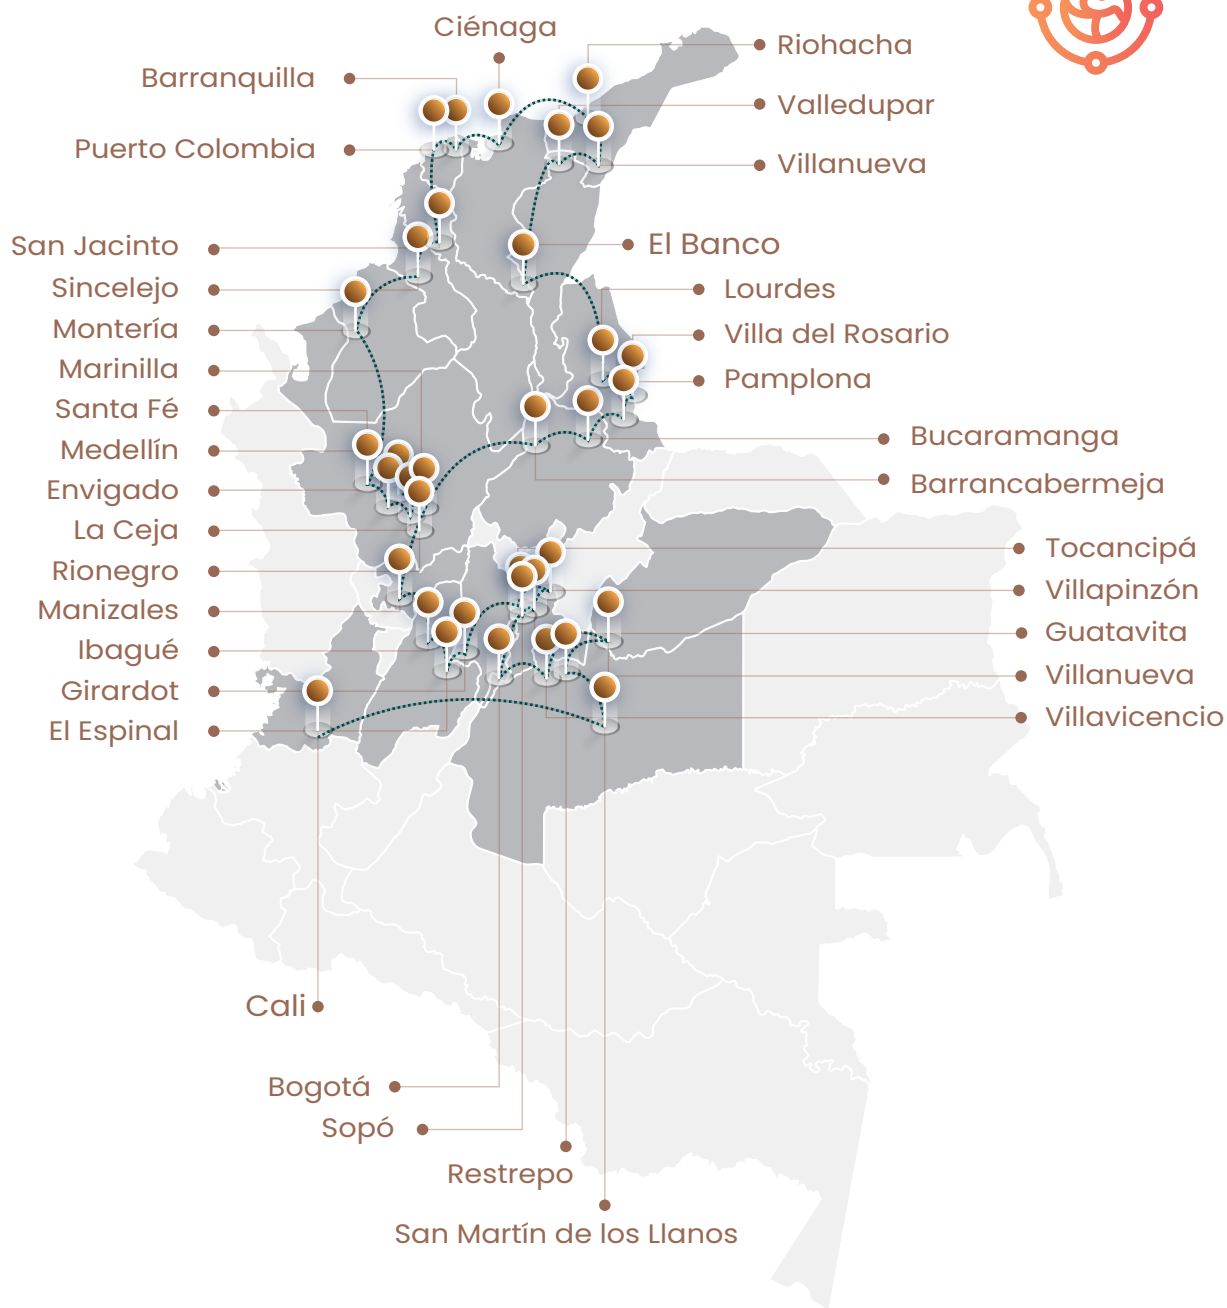 Ciénaga
Riohacha
Barranquilla
Valledupar
Puerto Colombia
Villanueva
San Jacinto
El Banco
Sincelejo
Lourdes
Montería
Villa del Rosario
Marinilla
Pamplona
Santa Fé
Bucaramanga
Medellín
Barrancabermeja
Envigado
La Ceja
Tocancipá
Rionegro
Villapinzón
Manizales
Guatavita
Ibagué
Villanueva
Girardot
Villavicencio
El Espinal
Cali
Bogotá
Sopó
Restrepo
San Martín de los Llanos